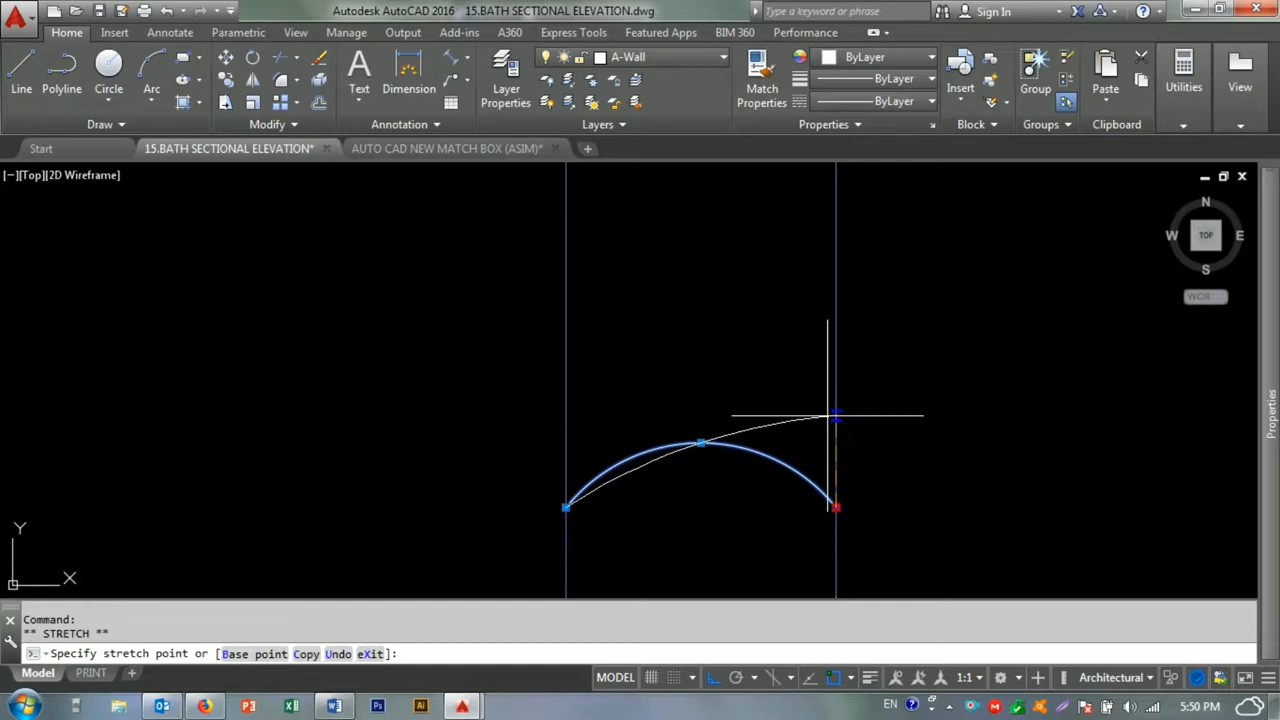 Autodesk AutoCAD 2016 15.BATH SECTIONAL ELEVATION.dwg
Type a keyword or phrase
Sign In
Home Insert Annotate Parametric View Manage Output Add-ins A360 Express Tools Featured Apps BIM 360 Performance
A-Wall
ByLayer
ByLayer
ByLayer
Line Polyline Circle Arc
Text Dimension
Layer Properties
Match Properties
Insert
Group
Paste
Utilities
View
Draw Modify Annotation Layers Properties Block Groups Clipboard
Start 15.BATH SECTIONAL ELEVATION* AUTO CAD NEW MATCH BOX (ASIM)*
[−][Top][2D Wireframe]
N
W TOP E
S
WCS
Properties
Y
X
Command:
** STRETCH **
Specify stretch point or [Base point Copy Undo eXit]:
Model PRINT
MODEL 1:1 Architectural
EN 5:50 PM